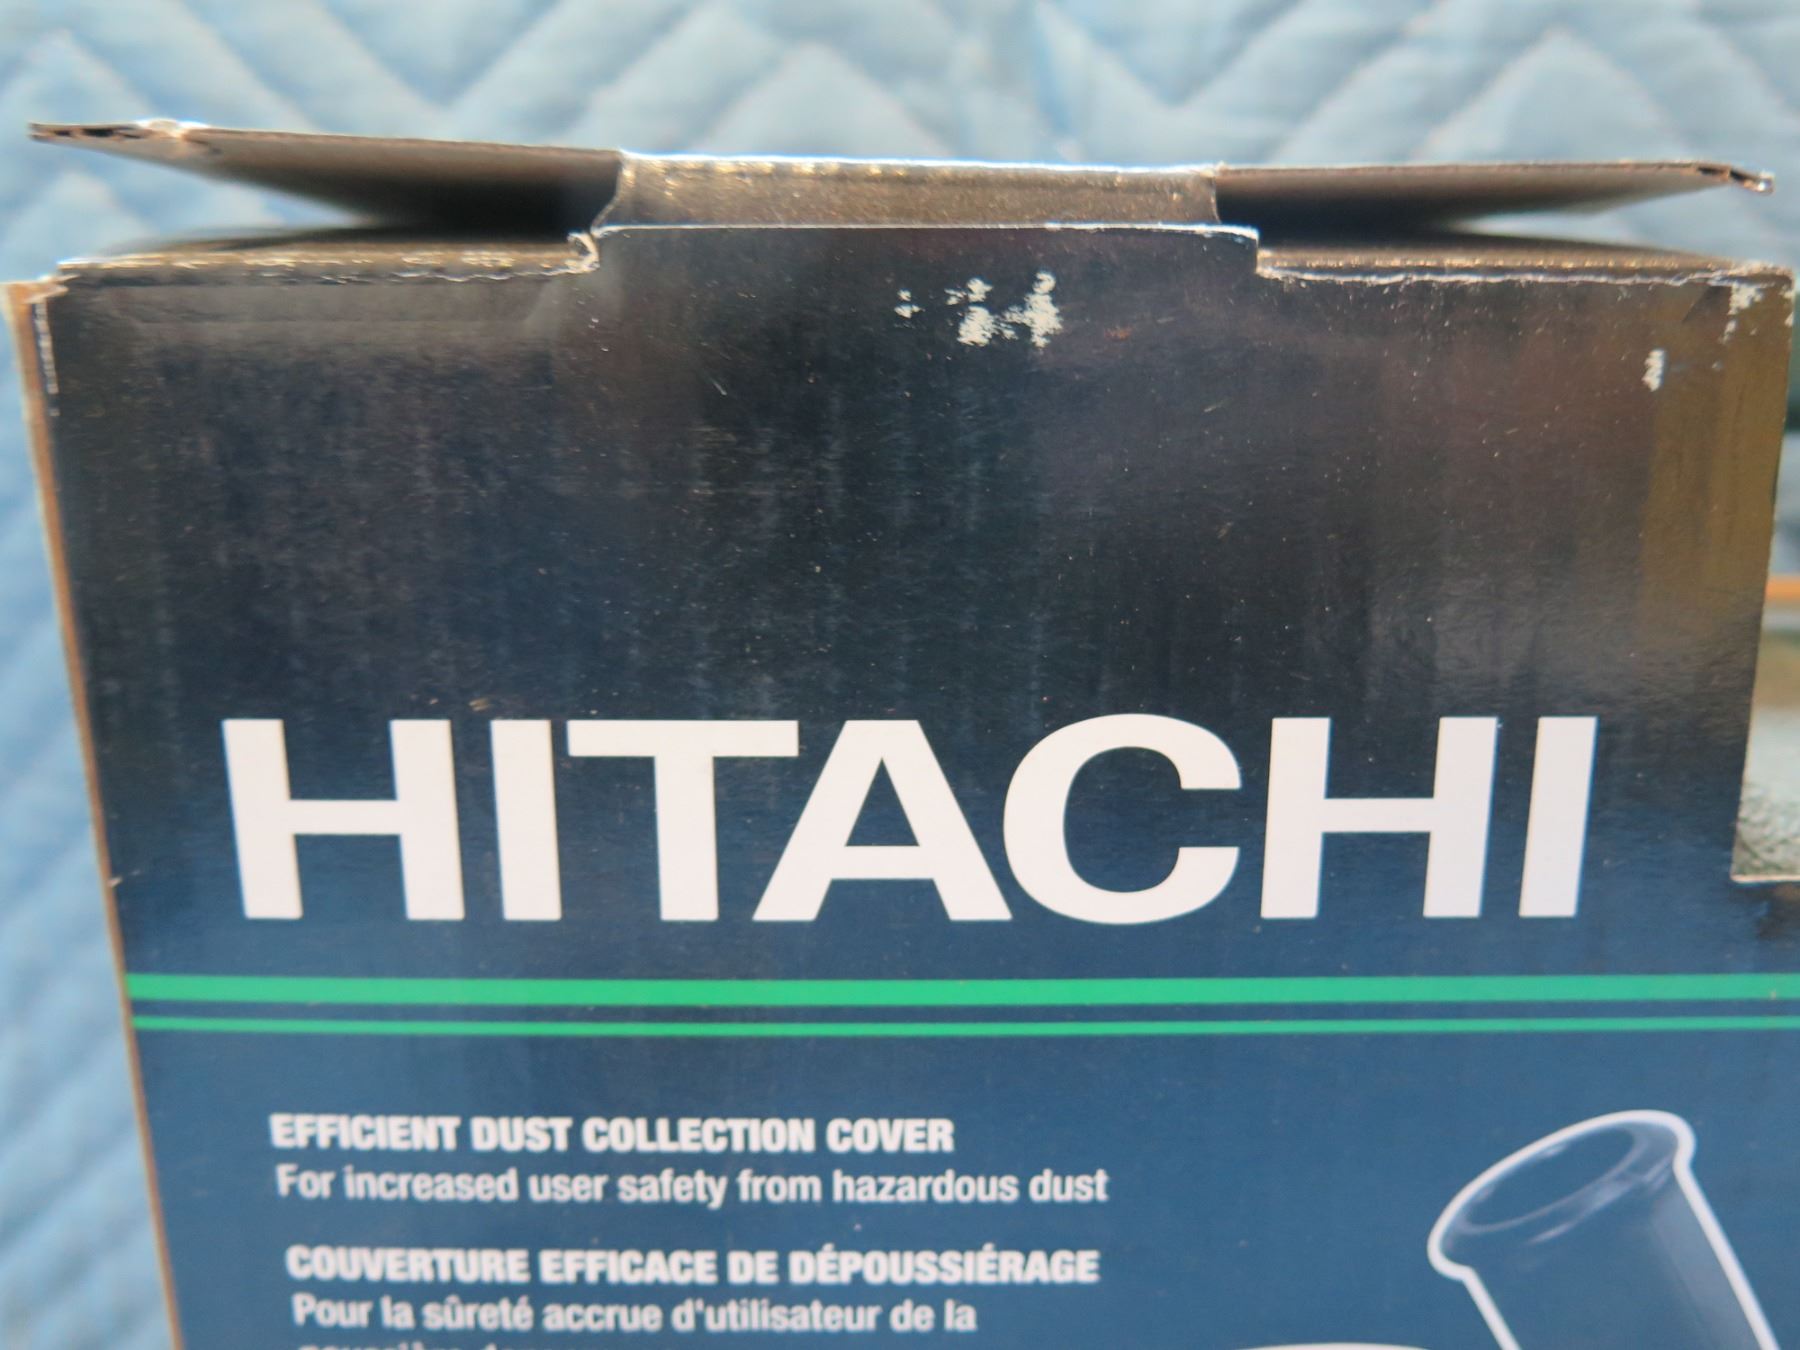 HITACHI
EFFICIENT DUST COLLECTION COVER
For increased user safety from hazardous dust
COUVERTURE EFFICACE DE DÉPOUSSIÉRAGE
Pour la sûreté accrue d'utilisateur de la